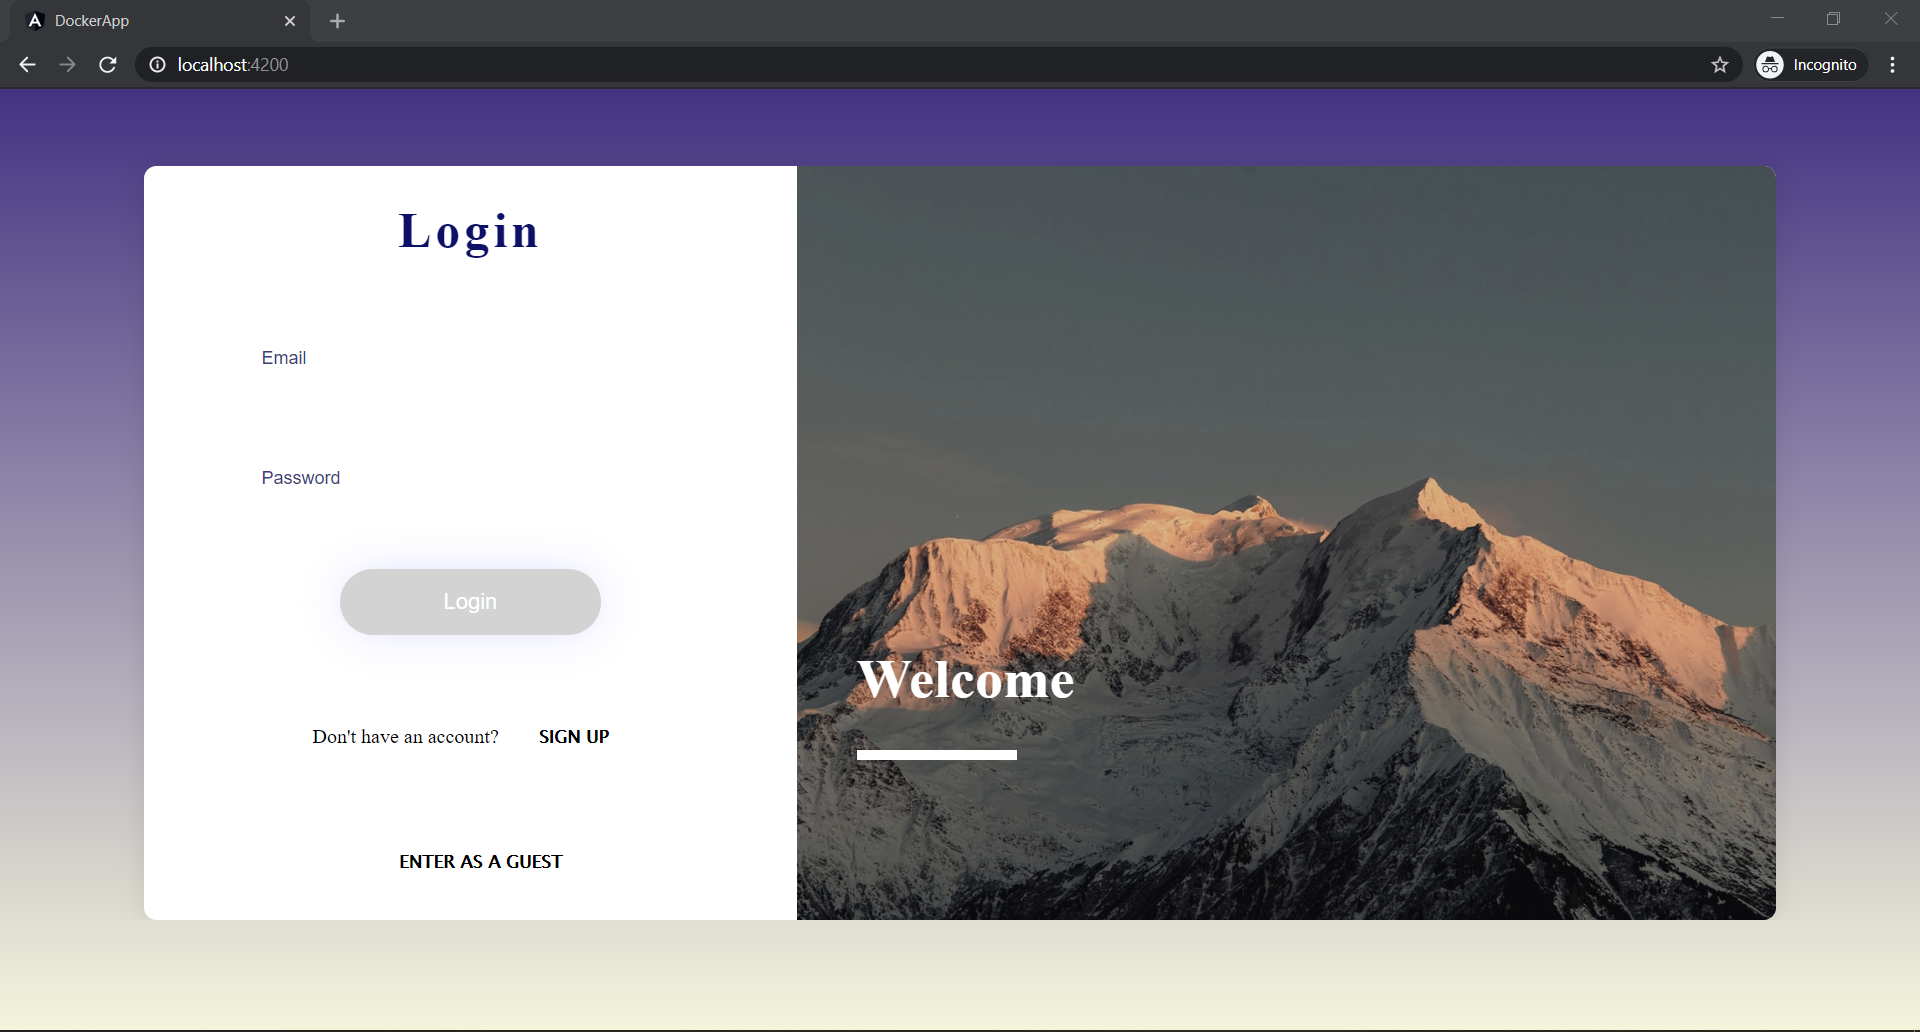 DockerApp
localhost:4200
Incognito
Login
Email
Password
Login
Don't have an account? SIGN UP
ENTER AS A GUEST
Welcome